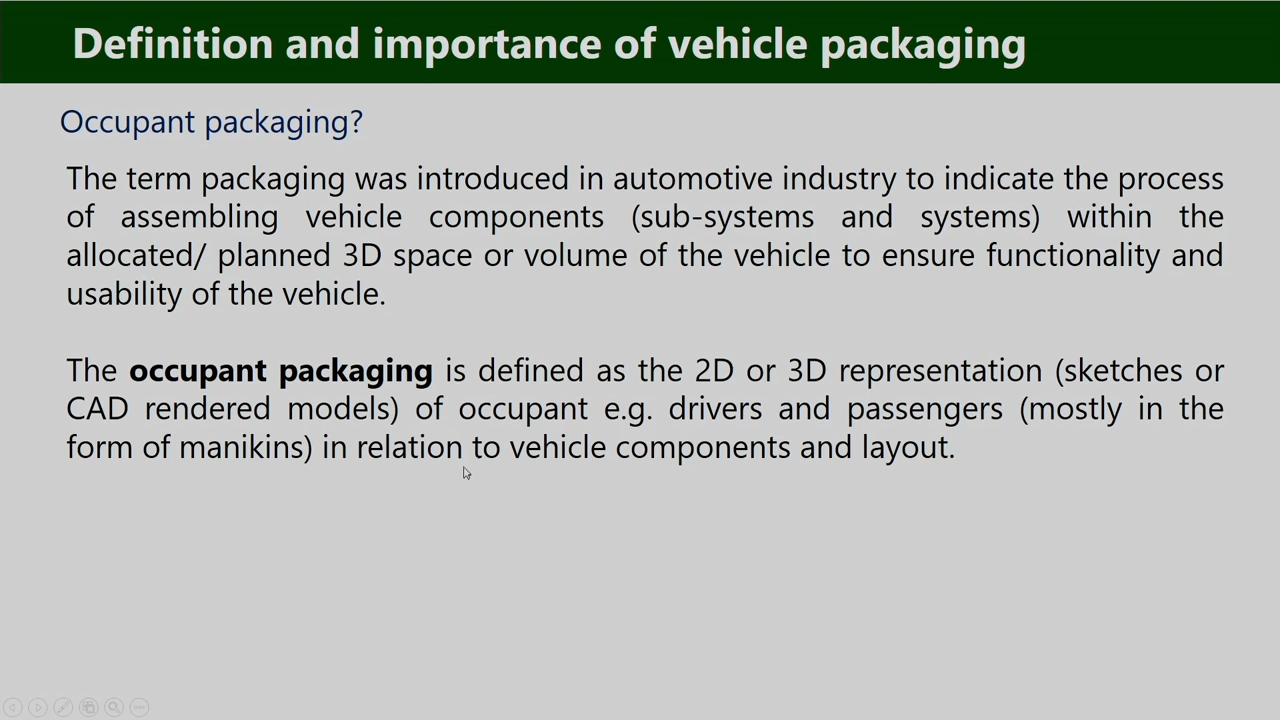 Definition and importance of vehicle packaging
Occupant packaging?
The term packaging was introduced in automotive industry to indicate the process
of assembling vehicle components (sub-systems and systems) within the
allocated/ planned 3D space or volume of the vehicle to ensure functionality and
usability of the vehicle.
The occupant packaging is defined as the 2D or 3D representation (sketches or
CAD rendered models) of occupant e.g. drivers and passengers (mostly in the
form of manikins) in relation to vehicle components and layout.